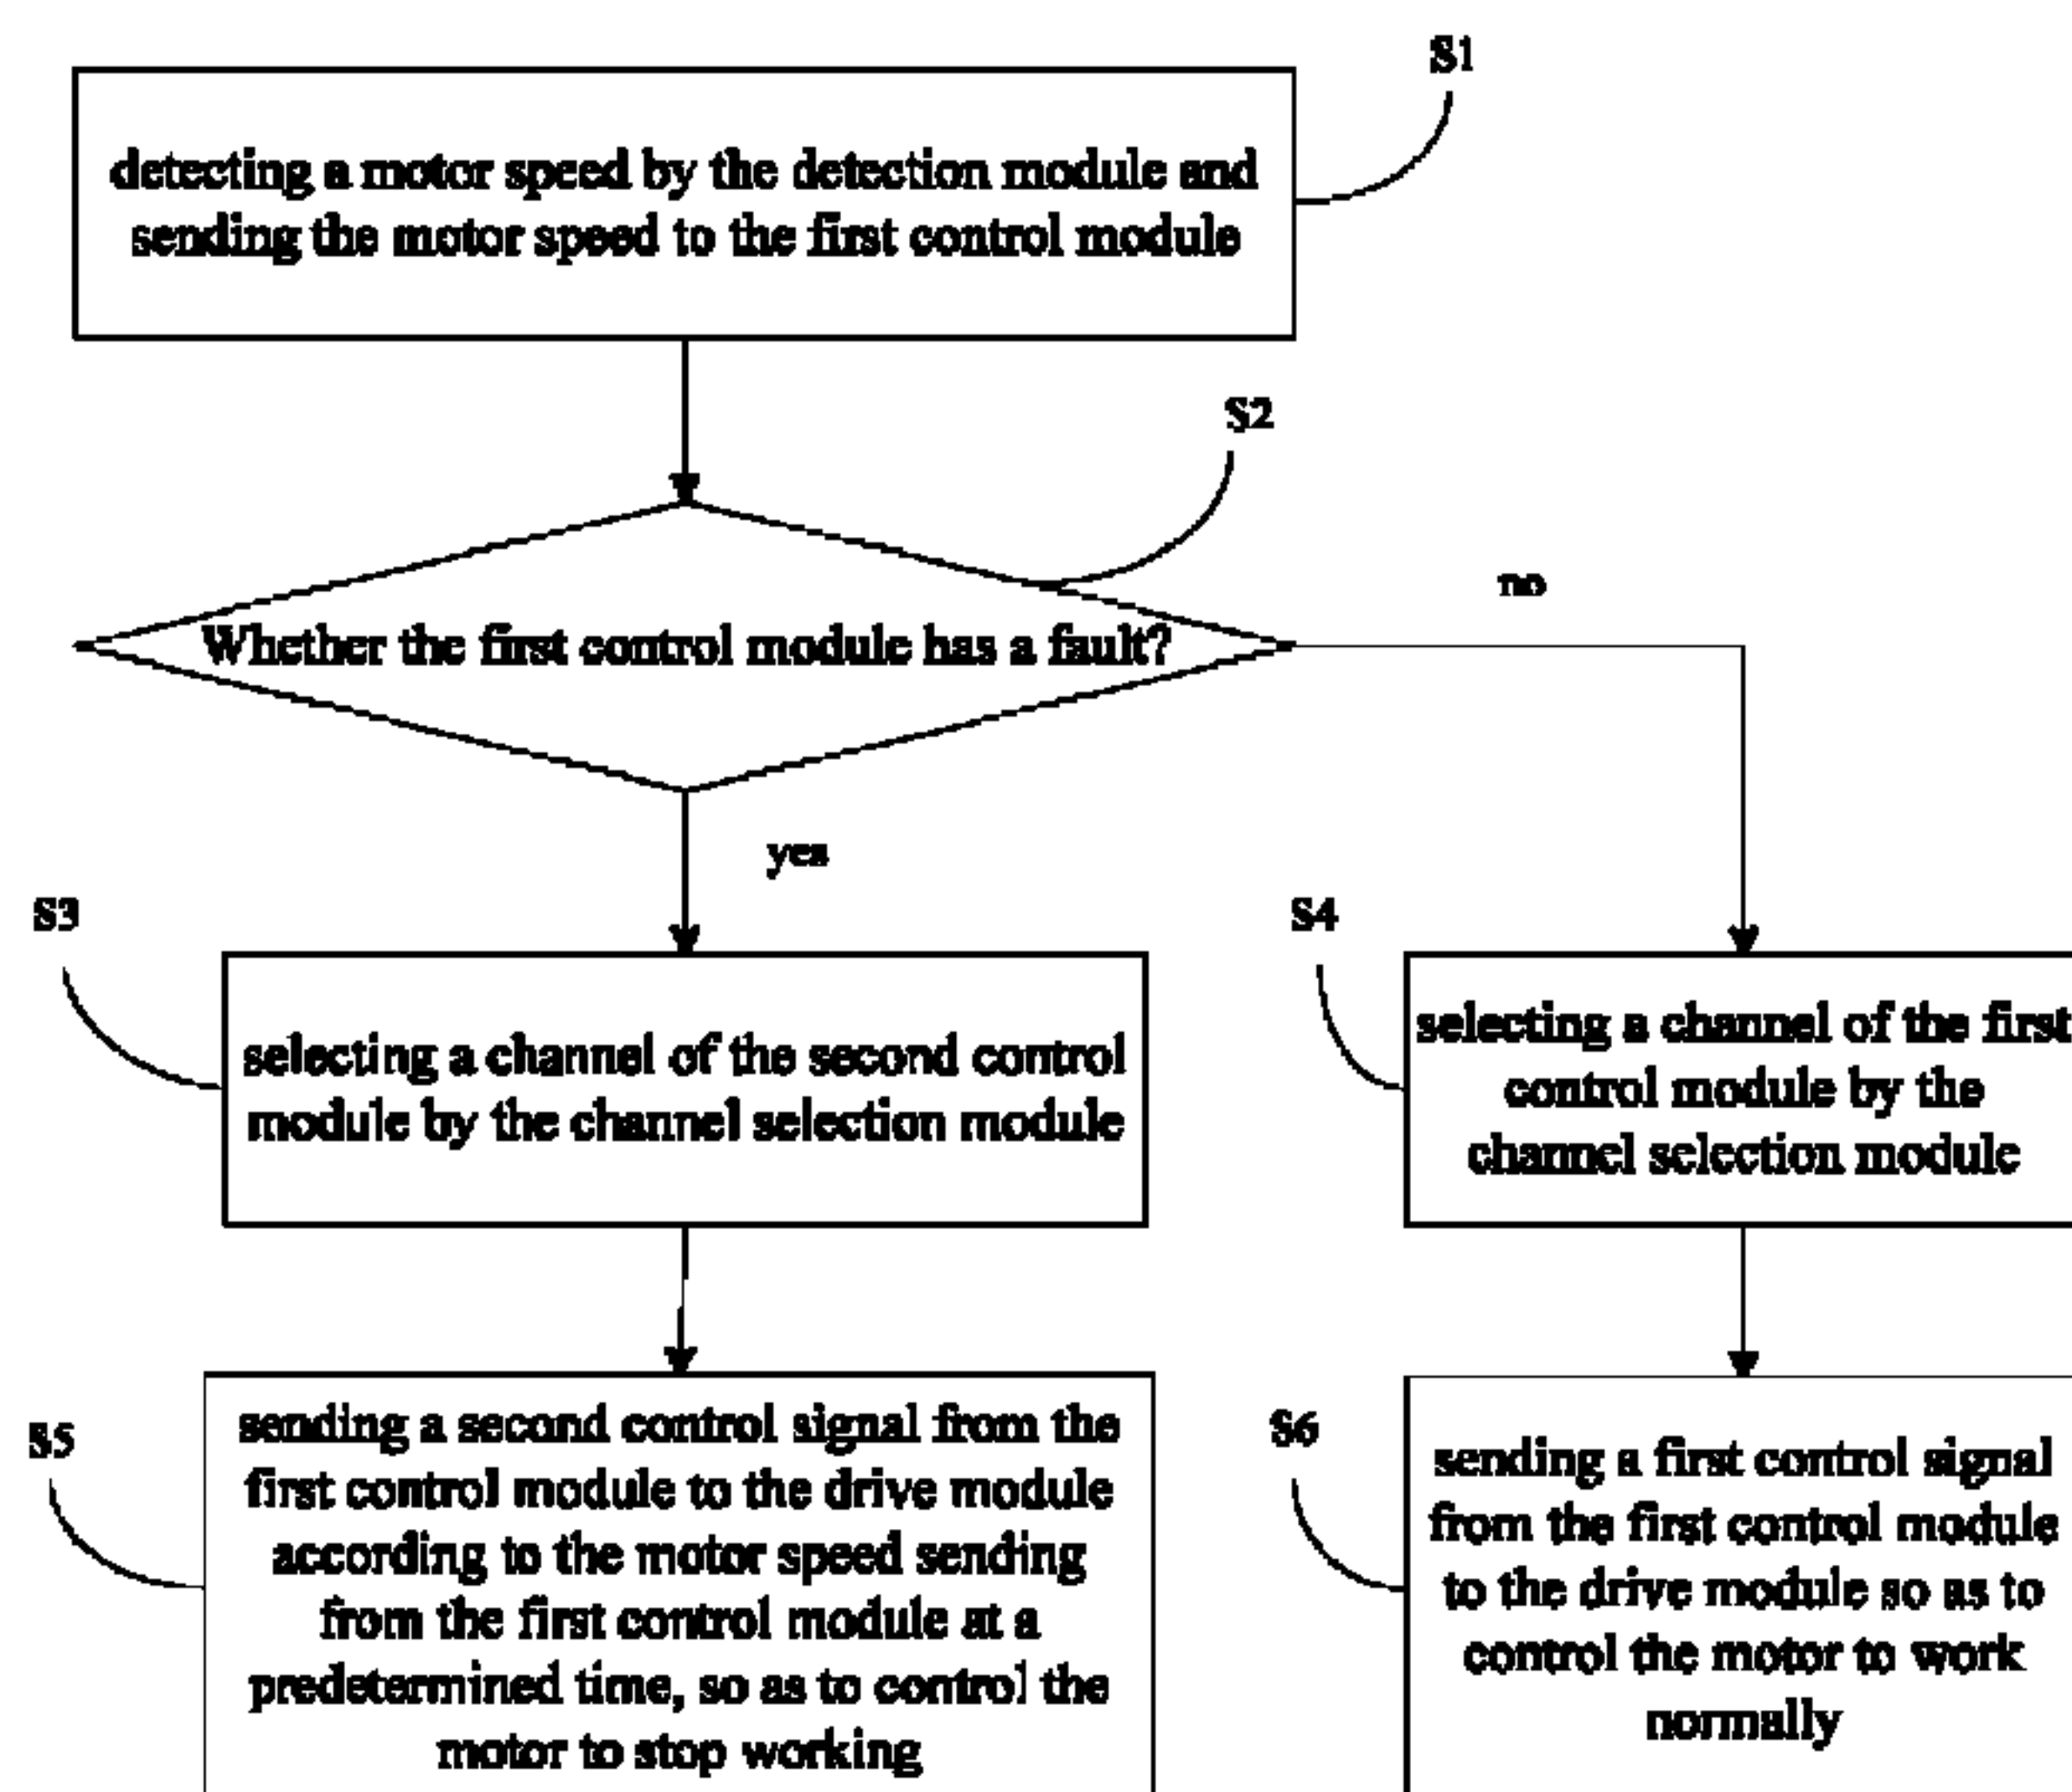 S1
detecting a motor speed by the detection module and
sending the motor speed to the first control module
S2
Whether the first control module has a fault?
no
yes
S3
selecting a channel of the second control
module by the channel selection module
S4
selecting a channel of the first
control module by the
channel selection module
S5
sending a second control signal from the
first control module to the drive module
according to the motor speed sending
from the first control module at a
predetermined time, so as to control the
motor to stop working
S6
sending a first control signal
from the first control module
to the drive module so as to
control the motor to work
normally